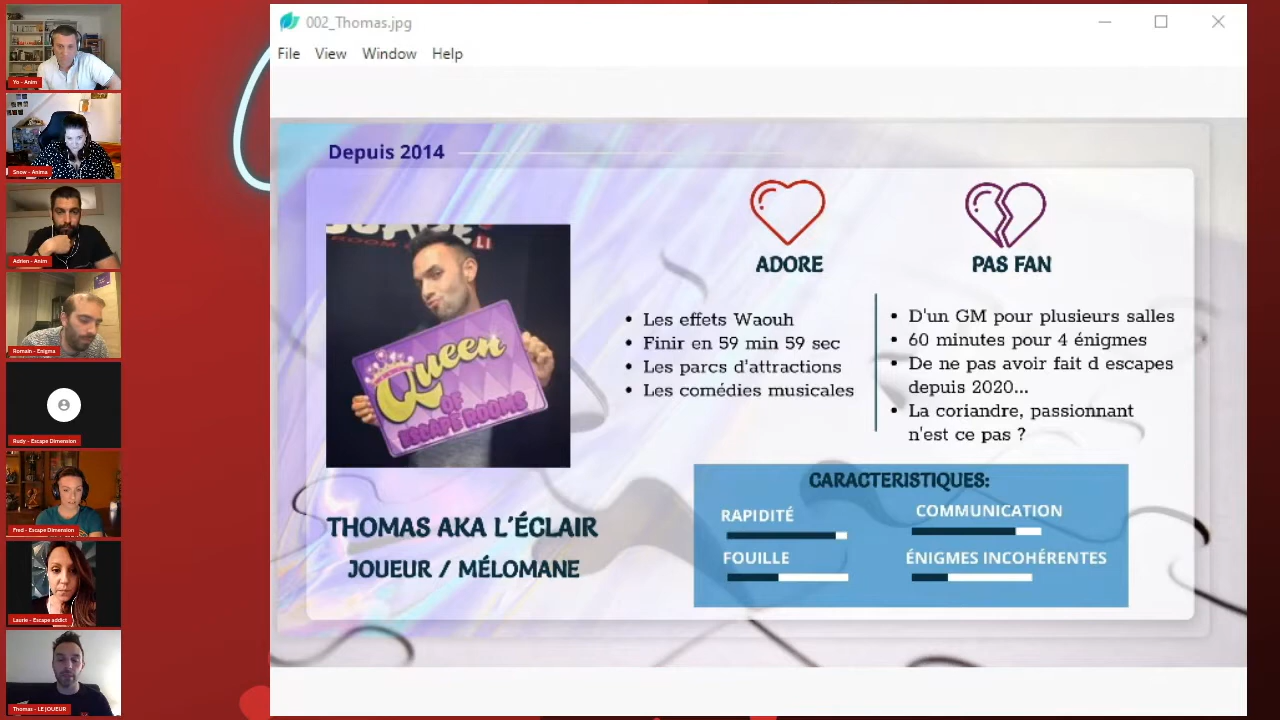 002_Thomas.jpg
File View Window Help
Depuis 2014
ADORE
PAS FAN
Les effets Waouh
Finir en 59 min 59 sec
Les parcs d'attractions
Les comédies musicales
D'un GM pour plusieurs salles
60 minutes pour 4 énigmes
De ne pas avoir fait d escapes
depuis 2020...
La coriandre, passionnant
n'est ce pas ?
Queen
OF
ESCAPE ROOMS
THOMAS AKA L'ÉCLAIR
JOUEUR / MÉLOMANE
CARACTERISTIQUES:
RAPIDITÉ
COMMUNICATION
FOUILLE
ÉNIGMES INCOHÉRENTES
Yo - Anim
Snow - Anima
Adrien - Anim
Romain - Enigma
Rudy - Escape Dimension
Fred - Escape Dimension
Laurie - Escape addict
Thomas - LE JOUEUR